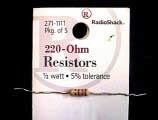 271-1111
Pkg. of 5
R
RadioShack
220-Ohm
Resistors
½ watt • 5% tolerance